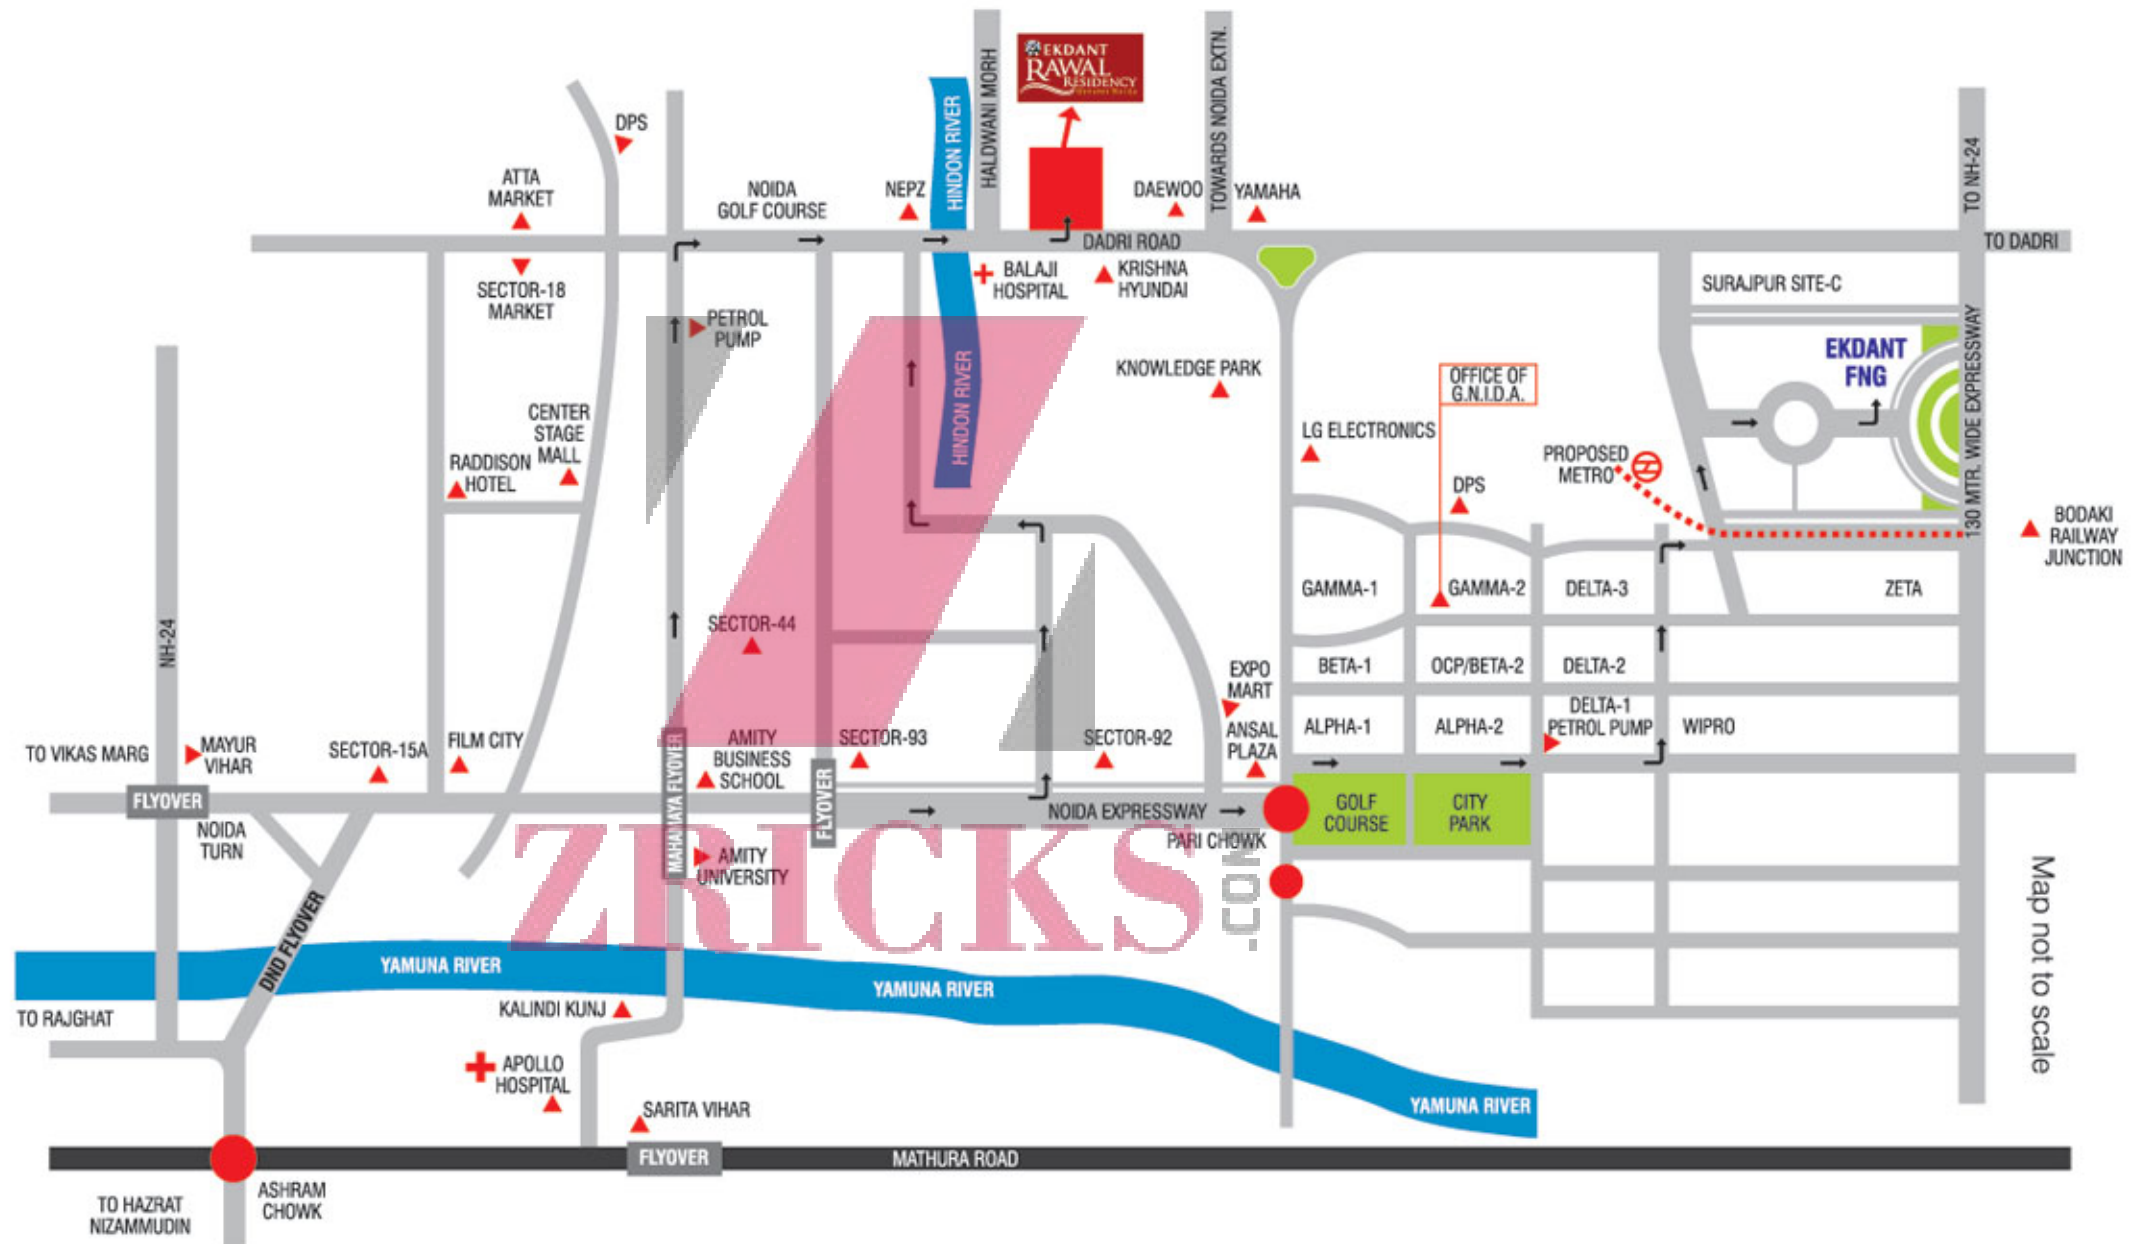 EKDANT
RAWAL
RESIDENCY
HALDWANI MORH
TOWARDS NOIDA EXTN.
HINDON RIVER
TO NH-24
DPS
ATTA
MARKET
NOIDA
GOLF COURSE
NEPZ
DAEWOO
YAMAHA
DADRI ROAD
TO DADRI
SECTOR-18
MARKET
BALAJI
HOSPITAL
KRISHNA
HYUNDAI
SURAJPUR SITE-C
PETROL
PUMP
HINDON RIVER
KNOWLEDGE PARK
EKDANT
FNG
130 MTR. WIDE EXPRESSWAY
OFFICE OF
G.N.I.D.A.
CENTER
STAGE
MALL
RADDISON
HOTEL
LG ELECTRONICS
PROPOSED
METRO
DPS
BODAKI
RAILWAY
JUNCTION
GAMMA-1
GAMMA-2
DELTA-3
ZETA
NH-24
SECTOR-44
EXPO
MART
BETA-1
OCP/BETA-2
DELTA-2
TO VIKAS MARG
MAYUR
VIHAR
SECTOR-15A
FILM CITY
MAHAMAYA FLYOVER
AMITY
BUSINESS
SCHOOL
SECTOR-93
SECTOR-92
ANSAL
PLAZA
ALPHA-1
ALPHA-2
DELTA-1
PETROL PUMP
WIPRO
FLYOVER
FLYOVER
NOIDA EXPRESSWAY
GOLF
COURSE
CITY
PARK
NOIDA
TURN
PARI CHOWK
AMITY
UNIVERSITY
ZRICKS
.COM
DND FLYOVER
Map not to scale
YAMUNA RIVER
YAMUNA RIVER
TO RAJGHAT
KALINDI KUNJ
APOLLO
HOSPITAL
SARITA VIHAR
YAMUNA RIVER
FLYOVER
MATHURA ROAD
ASHRAM
CHOWK
TO HAZRAT
NIZAMMUDIN